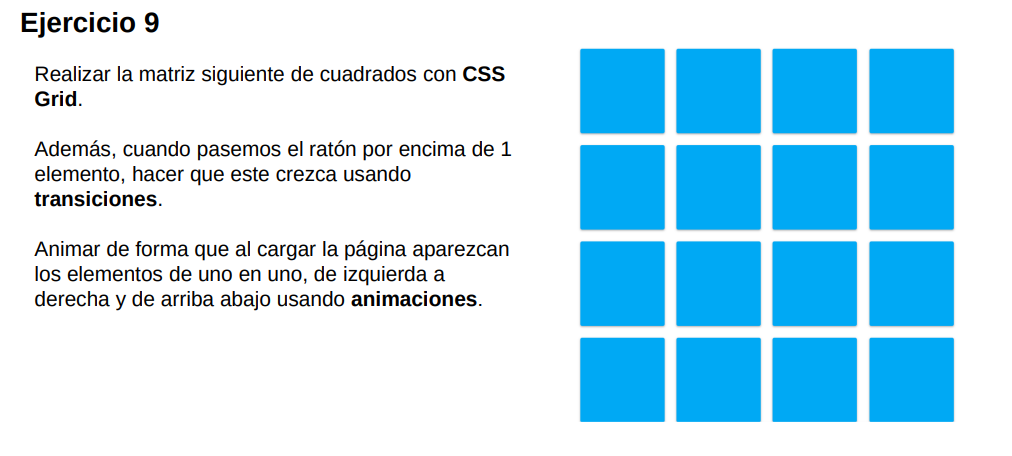 Ejercicio 9
Realizar la matriz siguiente de cuadrados con CSS
Grid.
Además, cuando pasemos el ratón por encima de 1
elemento, hacer que este crezca usando
transiciones.
Animar de forma que al cargar la página aparezcan
los elementos de uno en uno, de izquierda a
derecha y de arriba abajo usando animaciones.